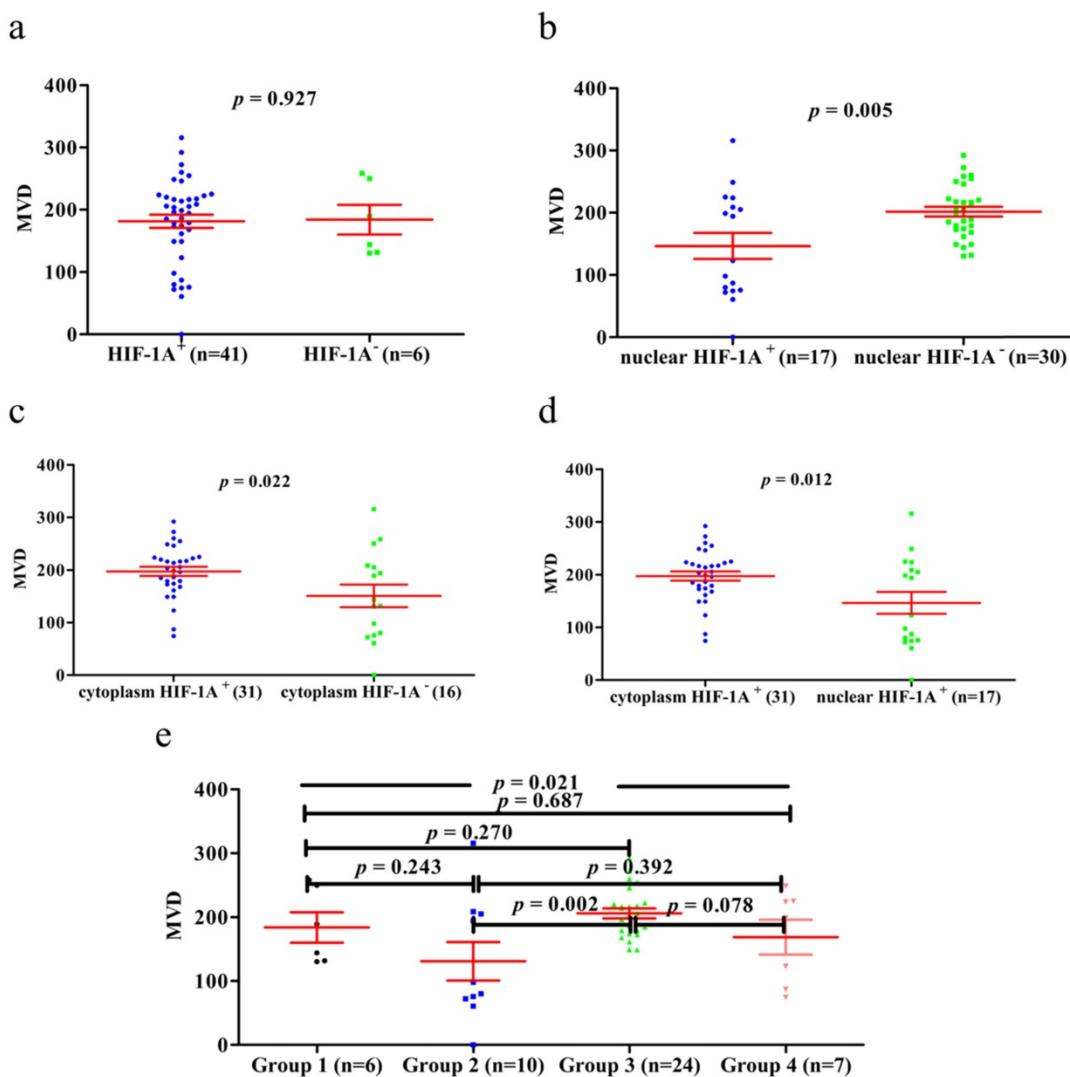 a
p = 0.927
MVD
400
300
200
100
0
HIF-1A+ (n=41) HIF-1A- (n=6)
b
p = 0.005
MVD
400
300
200
100
0
nuclear HIF-1A+ (n=17) nuclear HIF-1A- (n=30)
c
p = 0.022
MVD
400
300
200
100
0
cytoplasm HIF-1A+ (31) cytoplasm HIF-1A- (16)
d
p = 0.012
MVD
400
300
200
100
0
cytoplasm HIF-1A+ (31) nuclear HIF-1A+ (n=17)
e
p = 0.021
p = 0.687
p = 0.270
p = 0.243 p = 0.392
p = 0.002 p = 0.078
MVD
400
300
200
100
0
Group 1 (n=6) Group 2 (n=10) Group 3 (n=24) Group 4 (n=7)